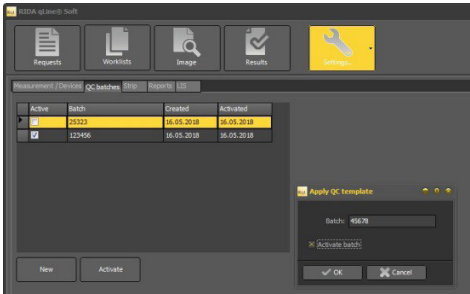 RIDA qLine® Soft
Requests Worklists Image Results Settings...
Measurement / Devices QC batches Strip Reports LIS
Active Batch Created Activated
25323 16.05.2018 16.05.2018
123456 16.05.2018 16.05.2018
Apply QC template
Batch: 45678
Activate batch
OK Cancel
New Activate